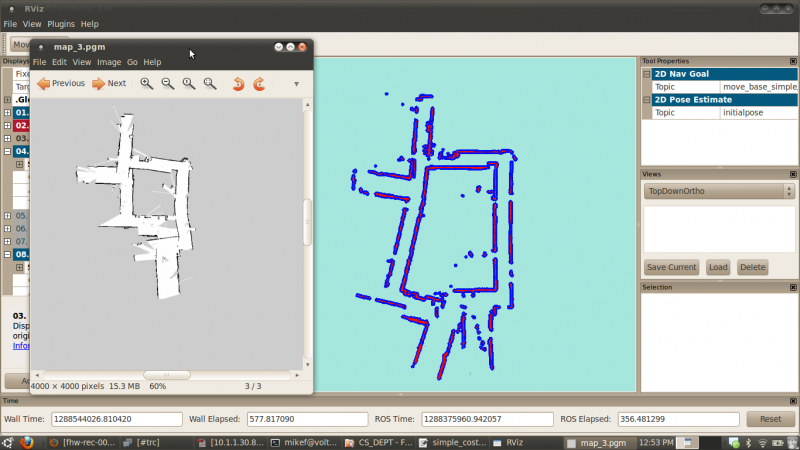 RViz
File View Plugins Help
map_3.pgm
File Edit View Image Go Help
Previous Next
Displays
.Glo
01.
02.
03.
04.
05.
06.
07.
08.
03.
Disp
origi
Infor
4000 × 4000 pixels 15.3 MB 60% 3 / 3
Tool Properties
2D Nav Goal
Topic move_base_simple
2D Pose Estimate
Topic initialpose
Views
TopDownOrtho
Save Current Load Delete
Selection
Time
Wall Time: 1288544026.810420 Wall Elapsed: 577.817090 ROS Time: 1288375960.942057 ROS Elapsed: 356.481299 Reset
[fhw-rec-00... [#trc] [10.1.1.30.8... mikef@volt... CS_DEPT - F... simple_cost... RViz map_3.pgm 12:53 PM